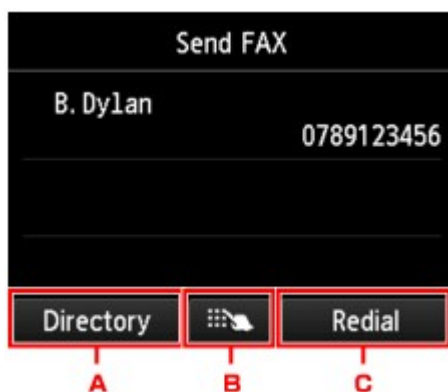 Send FAX
B. Dylan
0789123456
Directory
Redial
A B C